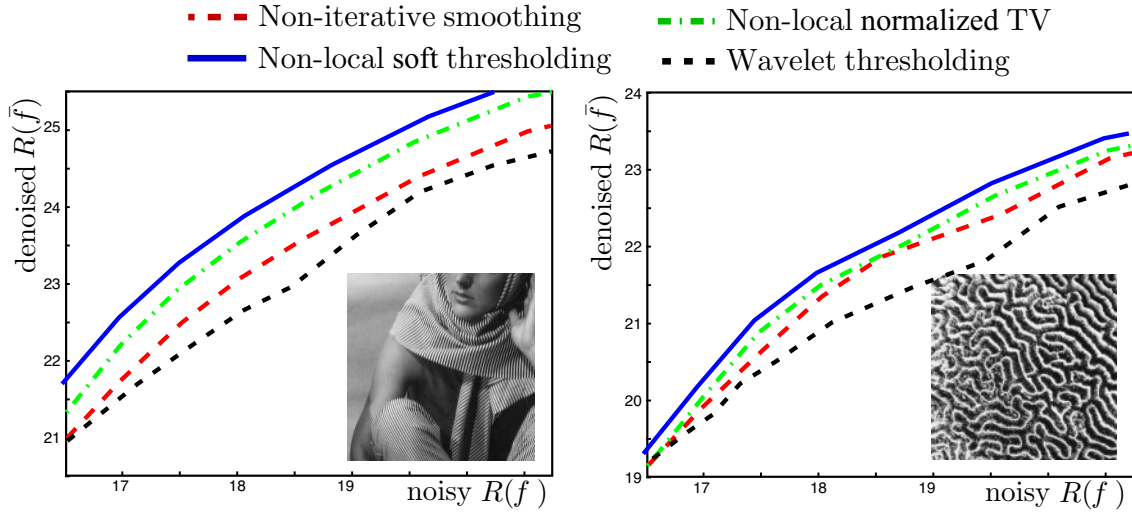 Non-iterative smoothing
Non-local soft thresholding
Non-local normalized TV
Wavelet thresholding
denoised R(f̄)
25
24
23
22
21
17
18
19
noisy R(f )
denoised R(f̄)
24
23
22
21
20
19
17
18
19
noisy R(f )